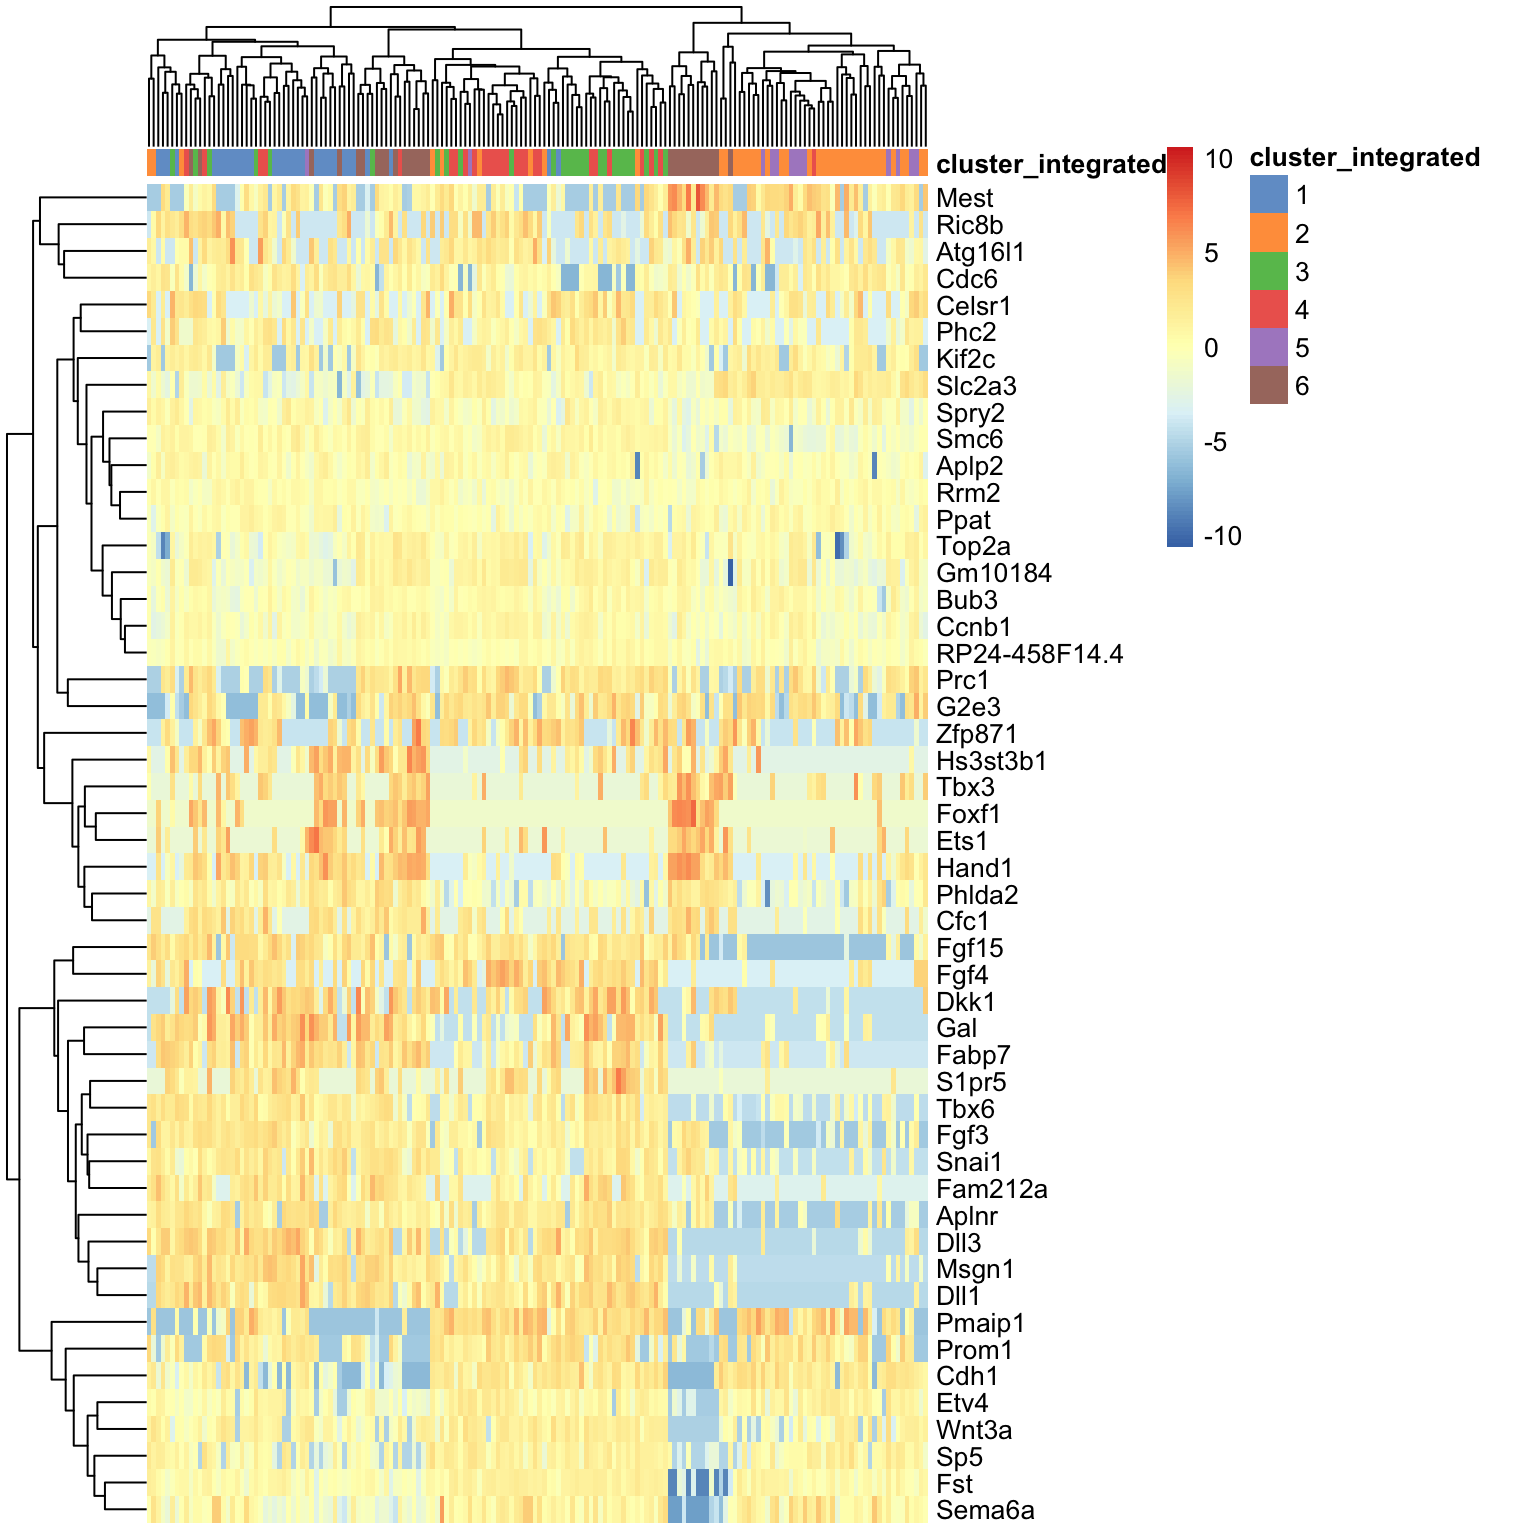 cluster_integrated
Mest
Ric8b
Atg16l1
Cdc6
Celsr1
Phc2
Kif2c
Slc2a3
Spry2
Smc6
Aplp2
Rrm2
Ppat
Top2a
Gm10184
Bub3
Ccnb1
RP24-458F14.4
Prc1
G2e3
Zfp871
Hs3st3b1
Tbx3
Foxf1
Ets1
Hand1
Phlda2
Cfc1
Fgf15
Fgf4
Dkk1
Gal
Fabp7
S1pr5
Tbx6
Fgf3
Snai1
Fam212a
Aplnr
Dll3
Msgn1
Dll1
Pmaip1
Prom1
Cdh1
Etv4
Wnt3a
Sp5
Fst
Sema6a
10
5
0
-5
-10
cluster_integrated
1
2
3
4
5
6